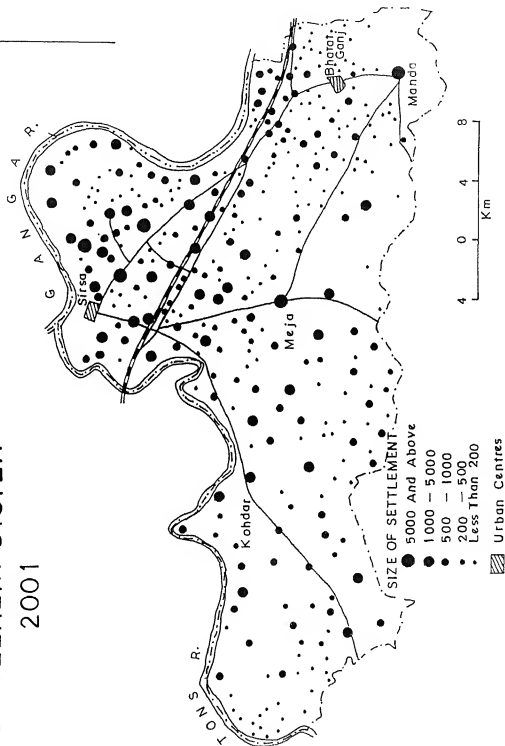 2001
GANGA R.
Sirsa
Bharat
Ganj
Manda
Meja
Kohdar
TONS R.
SIZE OF SETTLEMENT
5000 And Above
1000 – 5000
500 – 1000
200 – 500
Less Than 200
Urban Centres
4 0 4 8
Km